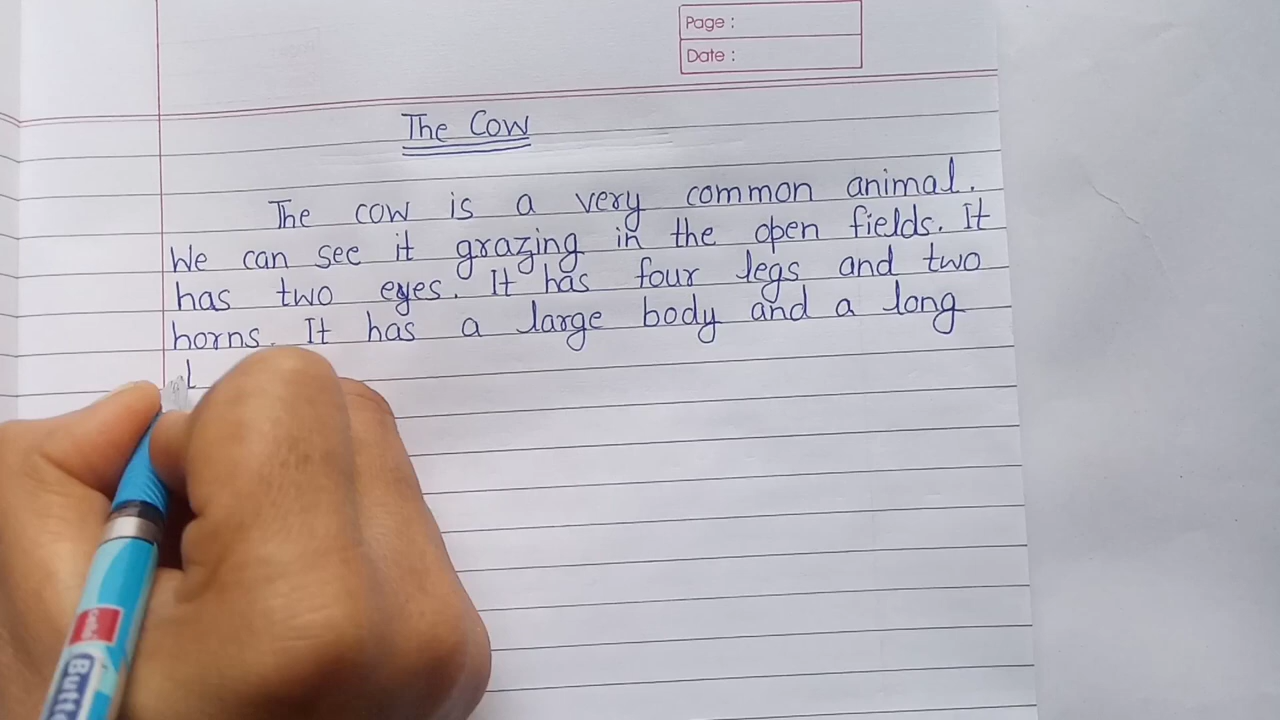 Page :
Date :
The Cow
The cow is a very common animal.
We can see it grazing in the open fields. It
has two eyes. It has four legs and two
horns. It has a large body and a long
cello